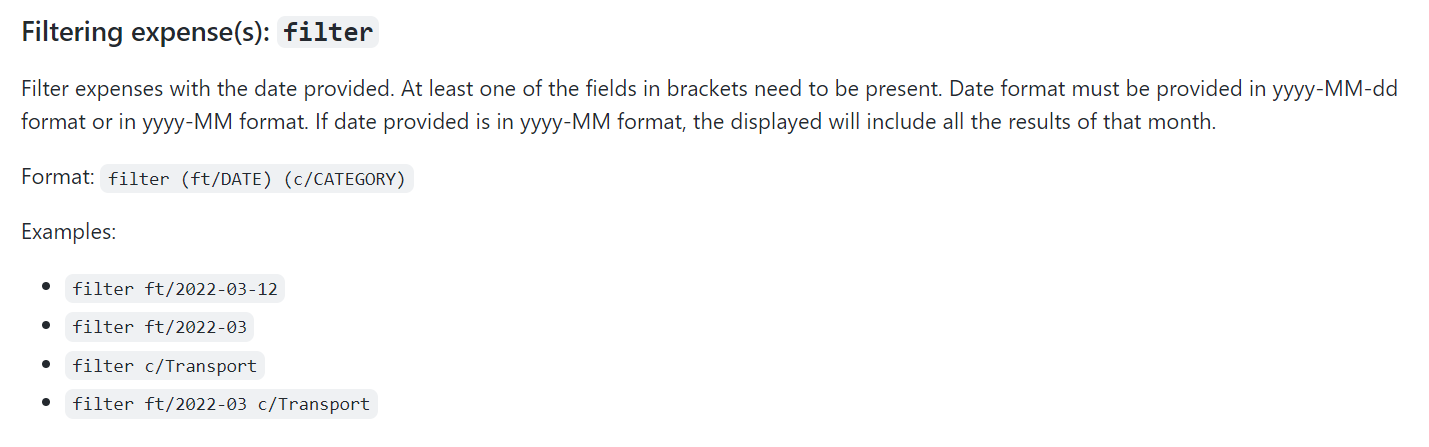 Filtering expense(s): filter
Filter expenses with the date provided. At least one of the fields in brackets need to be present. Date format must be provided in yyyy-MM-dd
format or in yyyy-MM format. If date provided is in yyyy-MM format, the displayed will include all the results of that month.
Format: filter (ft/DATE) (c/CATEGORY)
Examples:
• filter ft/2022-03-12
• filter ft/2022-03
• filter c/Transport
• filter ft/2022-03 c/Transport